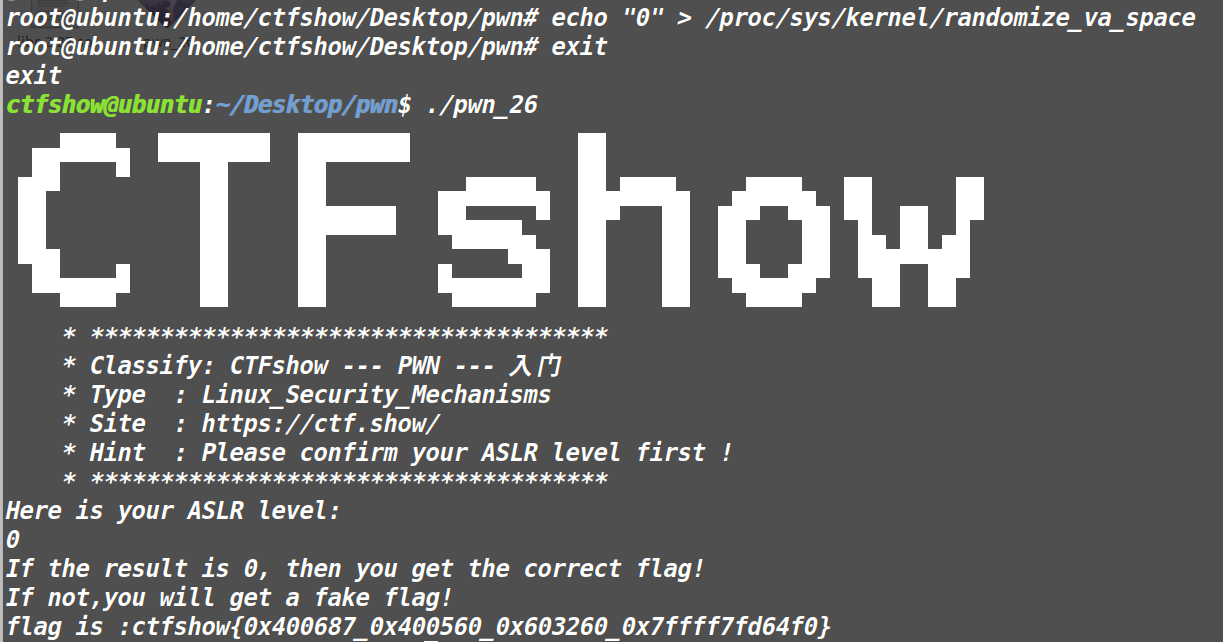 root@ubuntu:/home/ctfshow/Desktop/pwn# echo "0" > /proc/sys/kernel/randomize_va_space
root@ubuntu:/home/ctfshow/Desktop/pwn# exit
exit
ctfshow@ubuntu:~/Desktop/pwn$ ./pwn_26
CTFshow
* *************************************
* Classify: CTFshow --- PWN --- 入门
* Type  : Linux_Security_Mechanisms
* Site  : https://ctf.show/
* Hint  : Please confirm your ASLR level first !
* *************************************
Here is your ASLR level:
0
If the result is 0, then you get the correct flag!
If not,you will get a fake flag!
flag is :ctfshow{0x400687_0x400560_0x603260_0x7ffff7fd64f0}